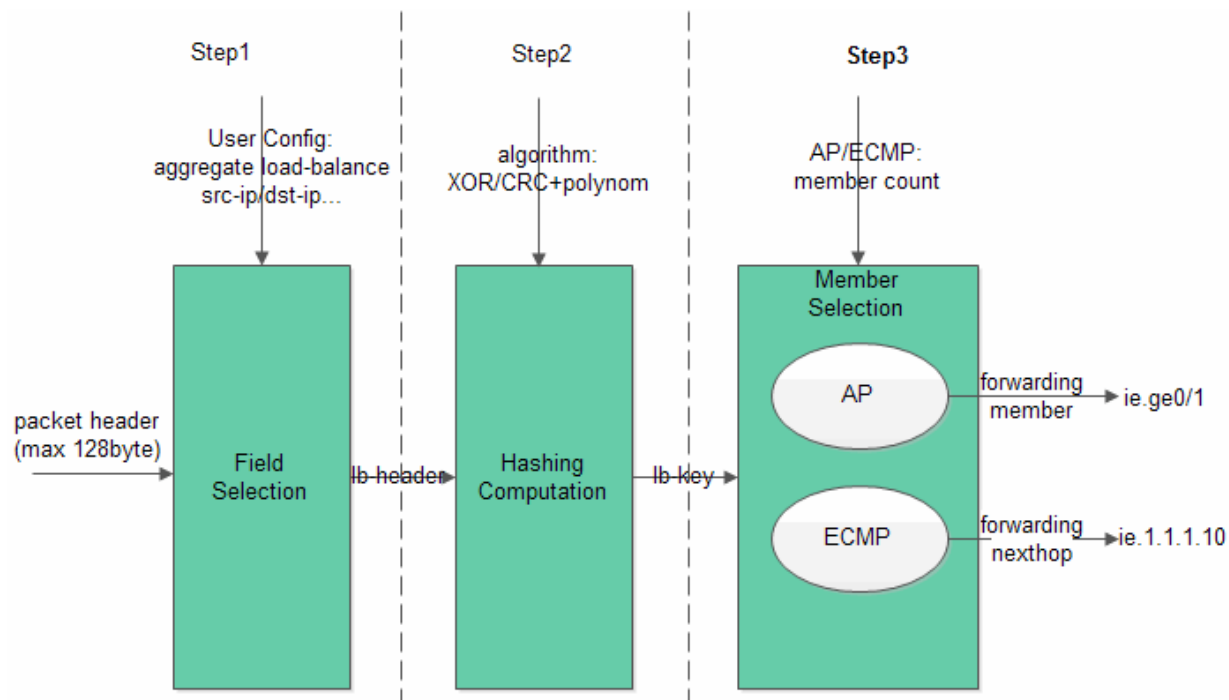 Step1
Step2
Step3
User Config:
aggregate load-balance
src-ip/dst-ip...
algorithm:
XOR/CRC+polynom
AP/ECMP:
member count
packet header
(max 128byte)
Field
Selection
lb-header
Hashing
Computation
lb-key
Member
Selection
AP
forwarding
member
ie.ge0/1
ECMP
forwarding
nexthop
ie.1.1.1.10